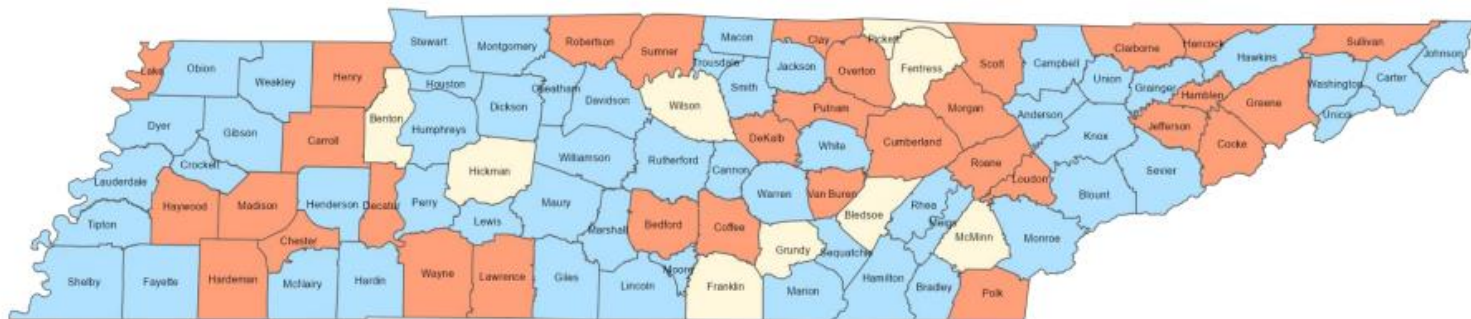 Lake
Obion
Weakley
Henry
Stewart
Montgomery
Robertson
Sumner
Macon
Trousdale
Clay
Pickett
Fentress
Scott
Campbell
Claiborne
Hancock
Hawkins
Sullivan
Johnson
Dyer
Gibson
Carroll
Benton
Houston
Humphreys
Dickson
Cheatham
Davidson
Wilson
Smith
Jackson
Overton
Putnam
Morgan
Anderson
Union
Grainger
Hamblen
Greene
Washington
Carter
Unicoi
Lauderdale
Crockett
Haywood
Madison
Henderson
Decatur
Perry
Hickman
Williamson
Rutherford
Cannon
DeKalb
White
Cumberland
Roane
Loudon
Knox
Jefferson
Cocke
Sevier
Blount
Tipton
Chester
Lewis
Maury
Marshall
Bedford
Coffee
Warren
Van Buren
Bledsoe
Rhea
Meigs
McMinn
Monroe
Shelby
Fayette
Hardeman
McNairy
Hardin
Wayne
Lawrence
Giles
Lincoln
Moore
Franklin
Grundy
Sequatchie
Marion
Hamilton
Bradley
Polk